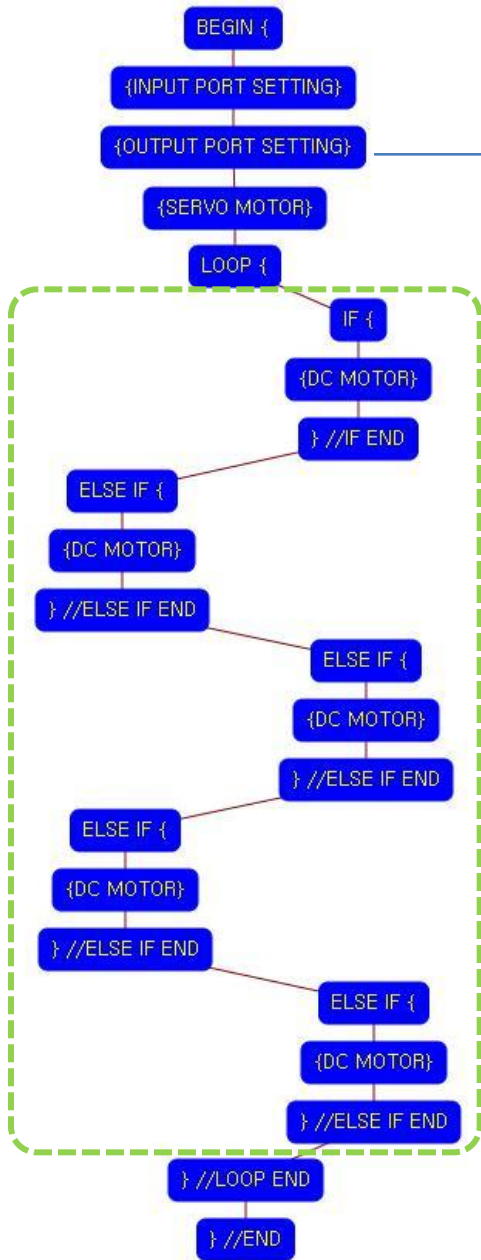 BEGIN {
{INPUT PORT SETTING}
{OUTPUT PORT SETTING}
{SERVO MOTOR}
LOOP {
IF {
{DC MOTOR}
} //IF END
ELSE IF {
{DC MOTOR}
} //ELSE IF END
ELSE IF {
{DC MOTOR}
} //ELSE IF END
ELSE IF {
{DC MOTOR}
} //ELSE IF END
ELSE IF {
{DC MOTOR}
} //ELSE IF END
} //LOOP END
} //END